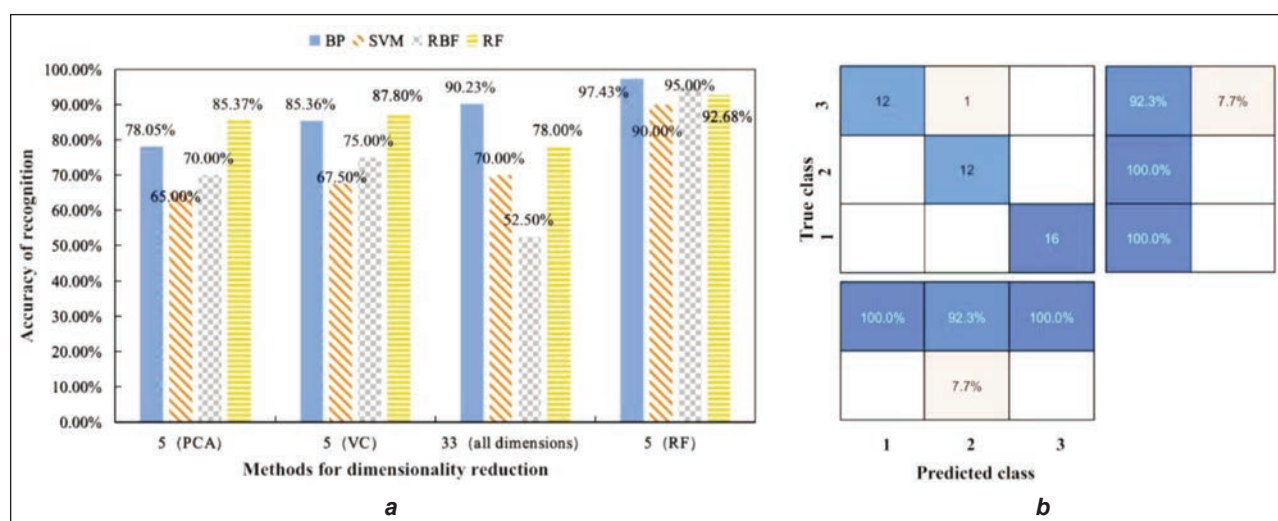 BP SVM RBF RF
Accuracy of recognition
100.00%
90.00%
80.00%
70.00%
60.00%
50.00%
40.00%
30.00%
20.00%
10.00%
0.00%
78.05%
65.00%
70.00%
85.37%
85.36%
67.50%
75.00%
87.80%
90.23%
70.00%
52.50%
78.00%
97.43%
90.00%
95.00%
92.68%
5 (PCA)
5 (VC)
33 (all dimensions)
5 (RF)
Methods for dimensionality reduction
a
True class
3
2
1
12 1
12
16
92.3% 7.7%
100.0%
100.0%
100.0% 92.3% 100.0%
7.7%
1 2 3
Predicted class
b